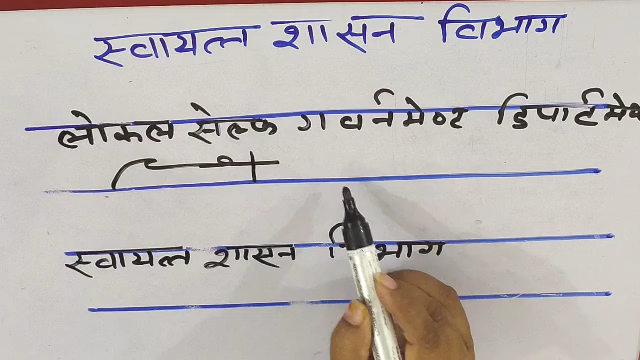 स्वायत्त शासन विभाग
लोकल सेल्फ गवर्नमेण्ट डिपार्टमे
स्वायत्त शासन विभाग